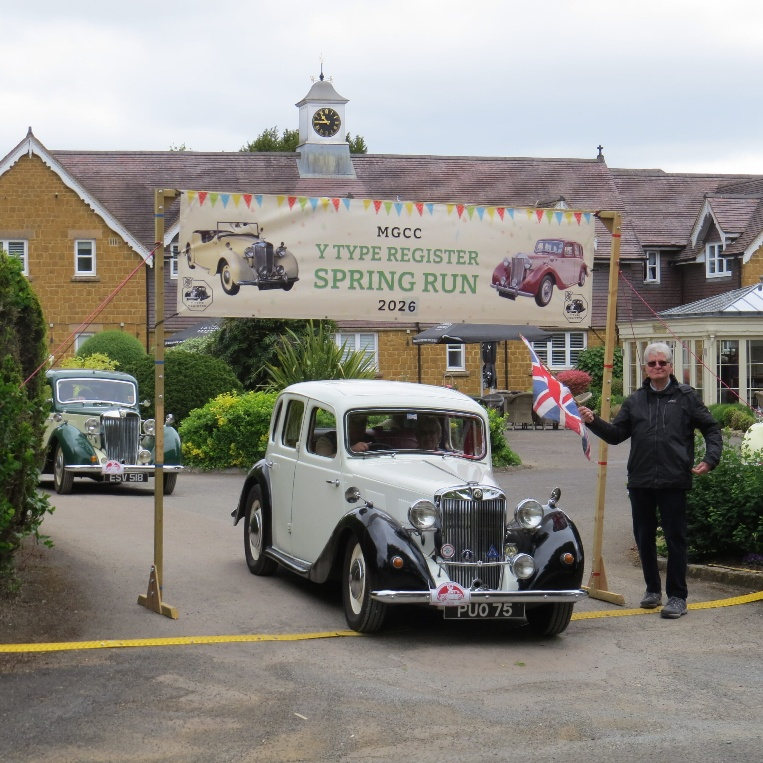 MGCC
Y TYPE REGISTER
SPRING RUN
2026
ESV 518
PUO 75